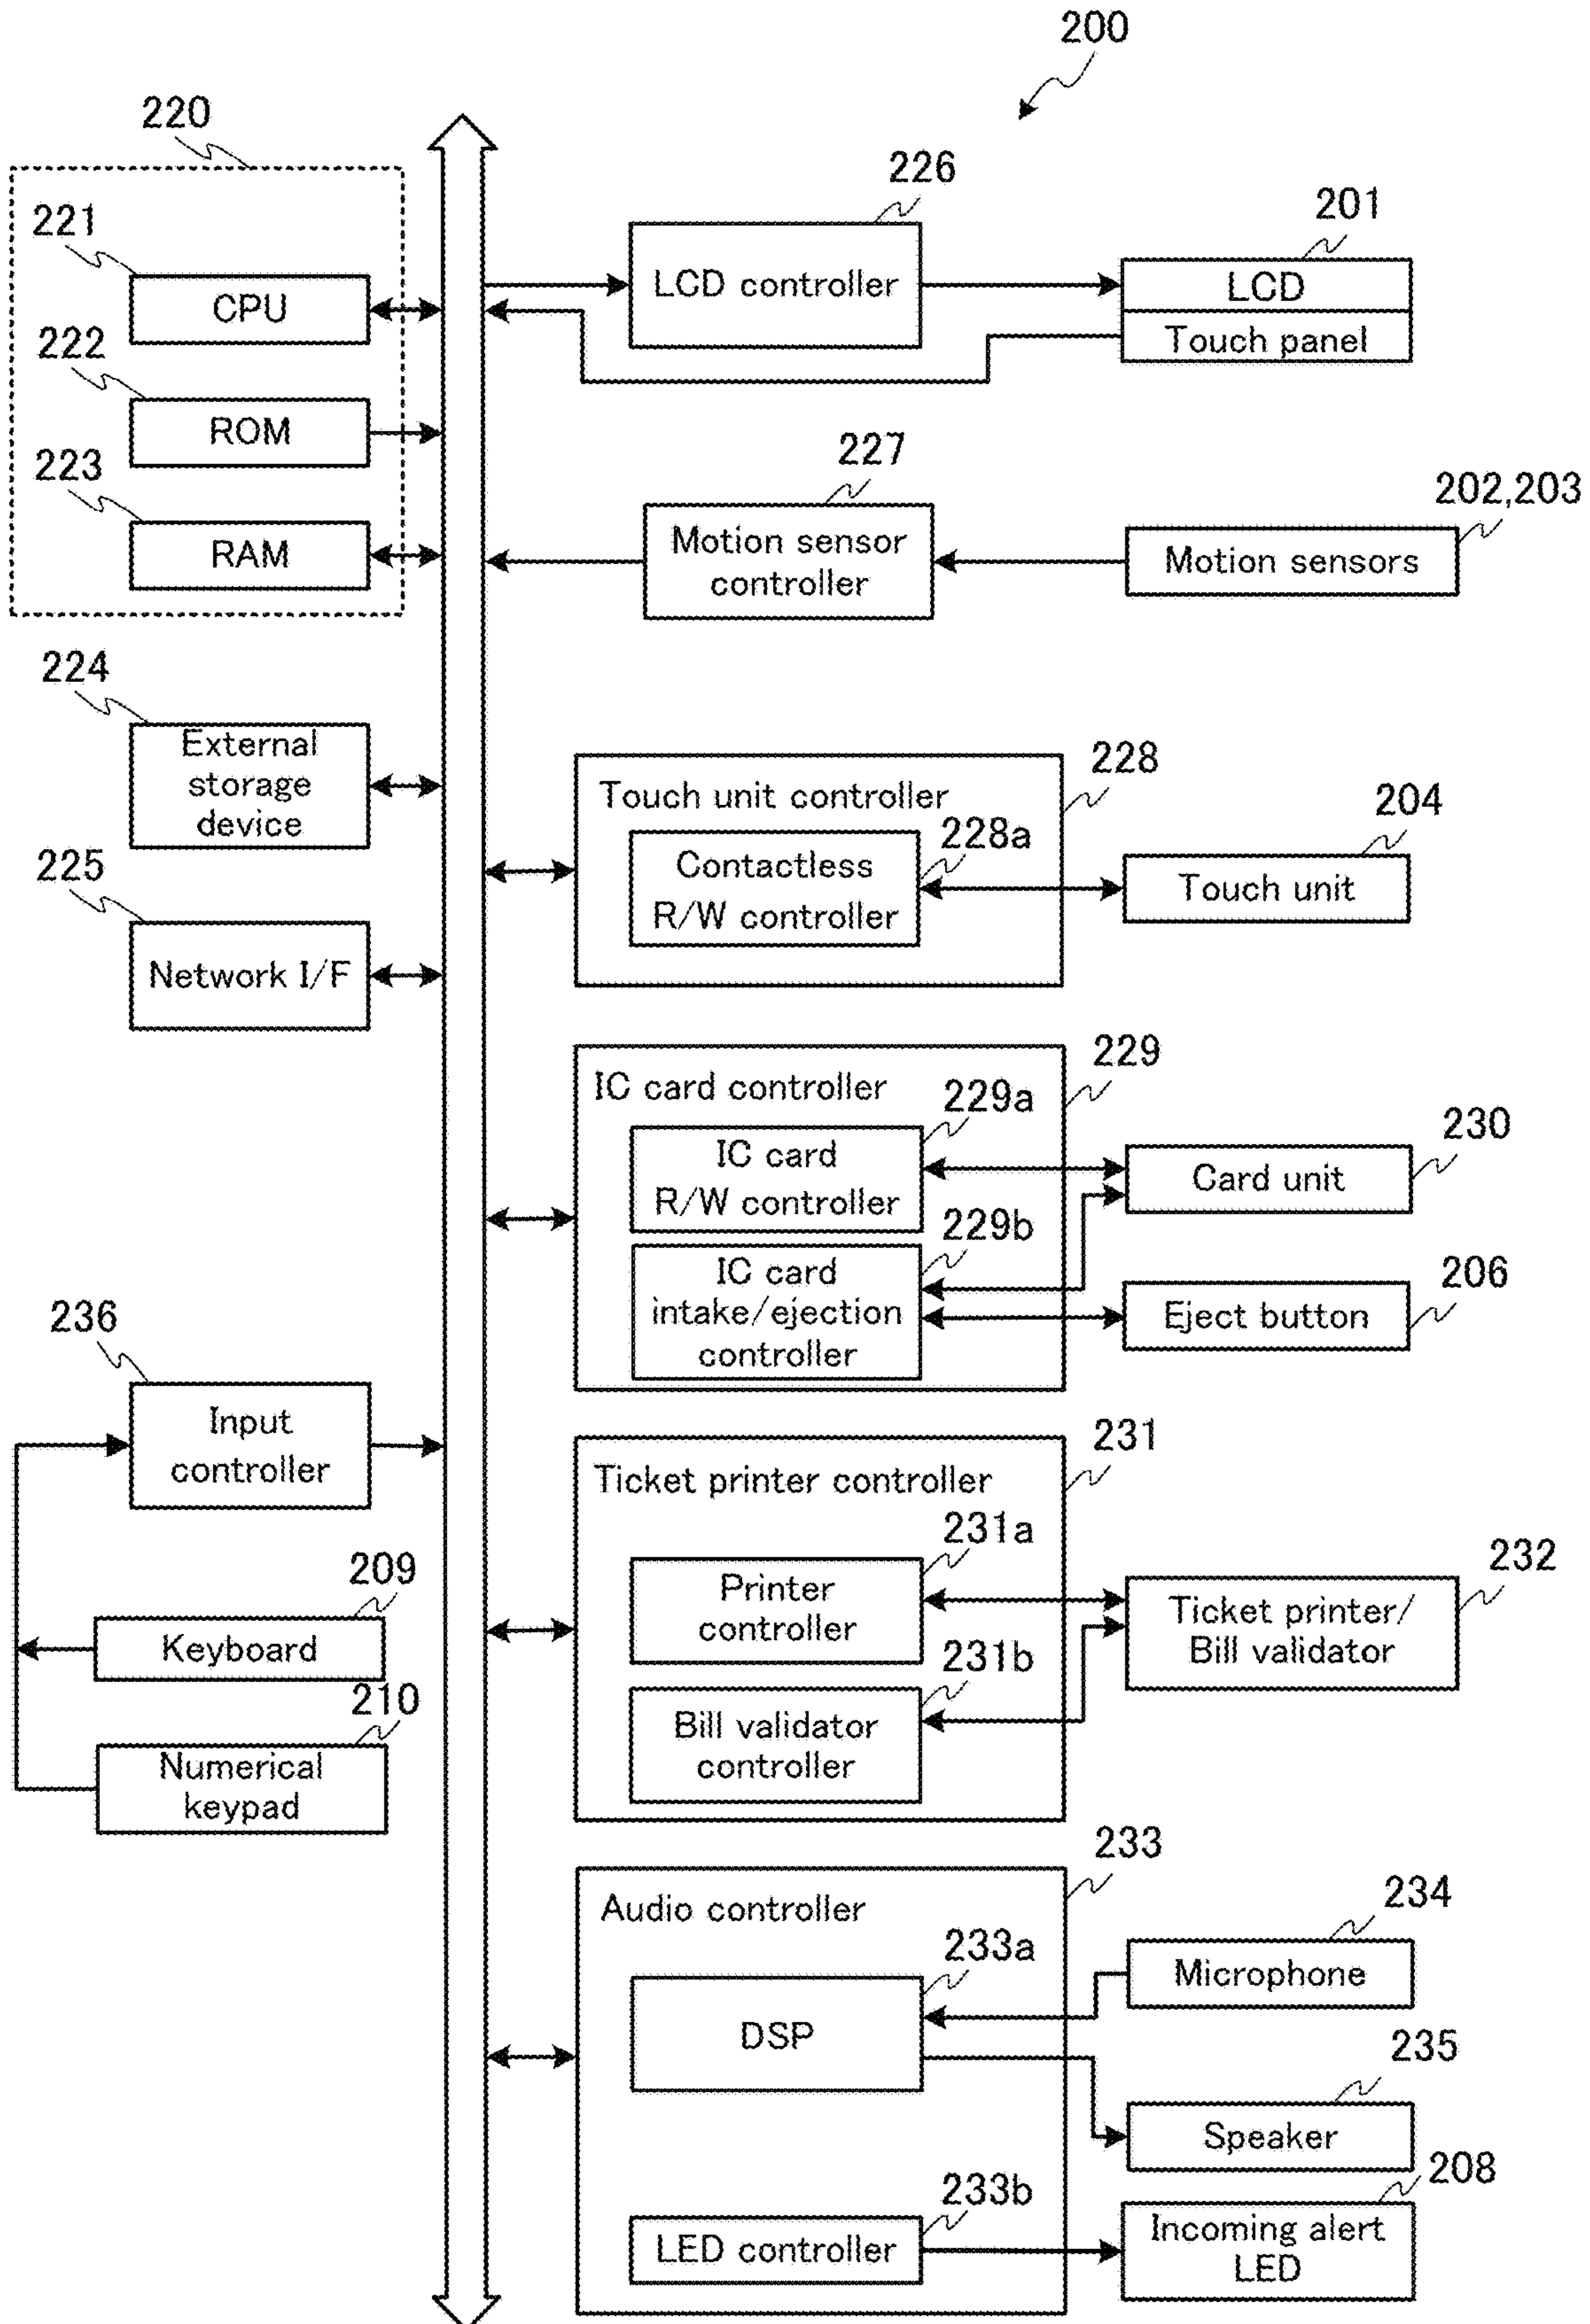 200
220
226
221
201
CPU
LCD controller
LCD
Touch panel
222
ROM
227
223
202,203
RAM
Motion sensor
controller
Motion sensors
224
External
storage
device
228
Touch unit controller
204
228a
Contactless
R/W controller
Touch unit
225
Network I/F
229
IC card controller
229a
230
IC card
R/W controller
Card unit
229b
206
IC card
intake/ejection
controller
Eject button
236
Input
controller
231
Ticket printer controller
231a
232
209
Printer
controller
Ticket printer/
Bill validator
Keyboard
231b
210
Bill validator
controller
Numerical
keypad
233
Audio controller
234
233a
Microphone
DSP
235
Speaker
208
233b
LED controller
Incoming alert
LED